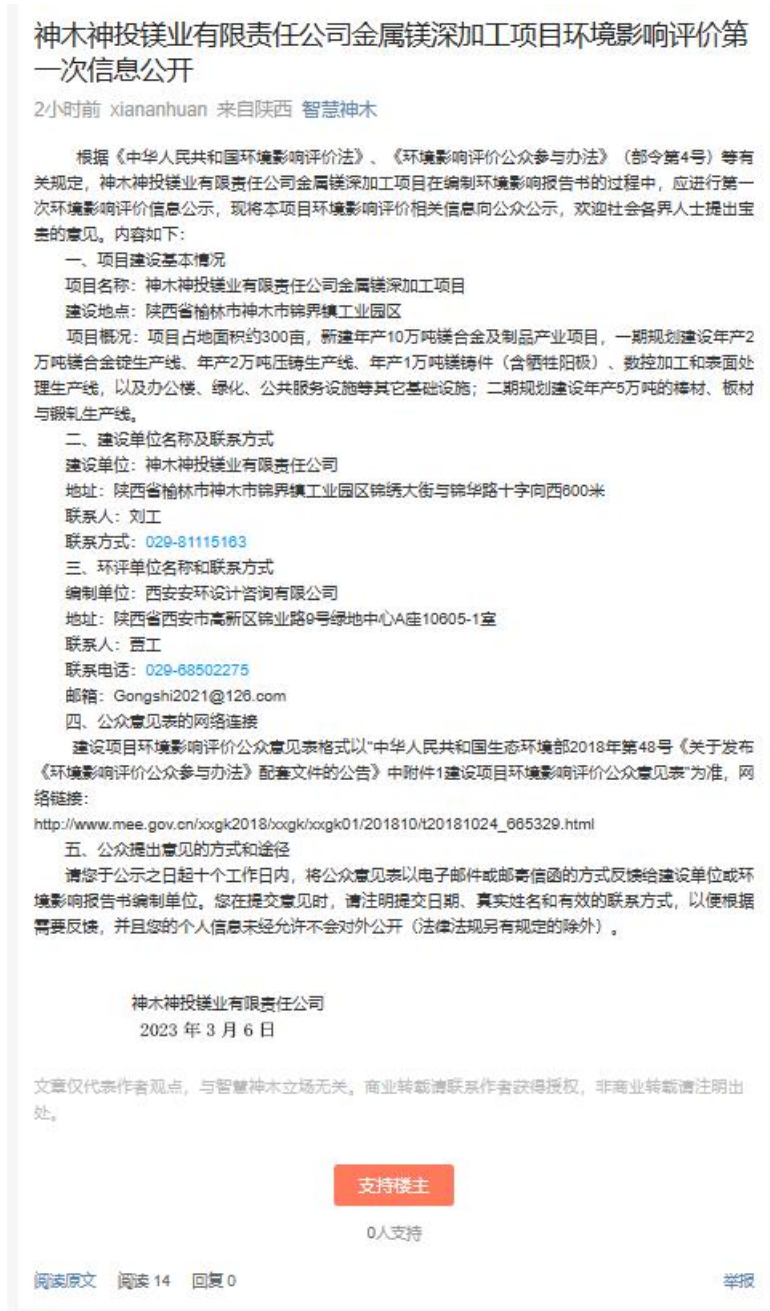 神木神投镁业有限责任公司金属镁深加工项目环境影响评价第
一次信息公开
2小时前 xiananhuan 来自陕西 智慧神木
根据《中华人民共和国环境影响评价法》、《环境影响评价公众参与办法》（部令第4号）等有
关规定，神木神投镁业有限责任公司金属镁深加工项目在编制环境影响报告书的过程中，应进行第一
次环境影响评价信息公示，现将本项目环境影响评价相关信息向公众公示，欢迎社会各界人士提出宝
贵的意见。内容如下：
一、项目建设基本情况
项目名称：神木神投镁业有限责任公司金属镁深加工项目
建设地点：陕西省榆林市神木市锦界镇工业园区
项目概况：项目占地面积约300亩，新建年产10万吨镁合金及制品产业项目，一期规划建设年产2
万吨镁合金锭生产线、年产2万吨压铸生产线、年产1万吨镁铸件（含牺牲阳极）、数控加工和表面处
理生产线，以及办公楼、绿化、公共服务设施等其它基础设施；二期规划建设年产5万吨的棒材、板材
与锻轧生产线。
二、建设单位名称及联系方式
建设单位：神木神投镁业有限责任公司
地址：陕西省榆林市神木市锦界镇工业园区锦绣大街与锦华路十字向西600米
联系人：刘工
联系方式：029-81115163
三、环评单位名称和联系方式
编制单位：西安安环设计咨询有限公司
地址：陕西省西安市高新区锦业路9号绿地中心A座10605-1室
联系人：贾工
联系电话：029-68502275
邮箱：Gongshi2021@126.com
四、公众意见表的网络连接
建设项目环境影响评价公众意见表格式以"中华人民共和国生态环境部2018年第48号《关于发布
《环境影响评价公众参与办法》配套文件的公告》中附件1建设项目环境影响评价公众意见表"为准，网
络链接：
http://www.mee.gov.cn/xxgk2018/xxgk/xxgk01/201810/t20181024_665329.html
五、公众提出意见的方式和途径
请您于公示之日起十个工作日内，将公众意见表以电子邮件或邮寄信函的方式反馈给建设单位或环
境影响报告书编制单位。您在提交意见时，请注明提交日期、真实姓名和有效的联系方式，以便根据
需要反馈，并且您的个人信息未经允许不会对外公开（法律法规另有规定的除外）。
神木神投镁业有限责任公司
2023 年 3 月 6 日
文章仅代表作者观点，与智慧神木立场无关。商业转载请联系作者获得授权，非商业转载请注明出
处。
支持楼主
0人支持
阅读原文 阅读 14 回复 0 举报